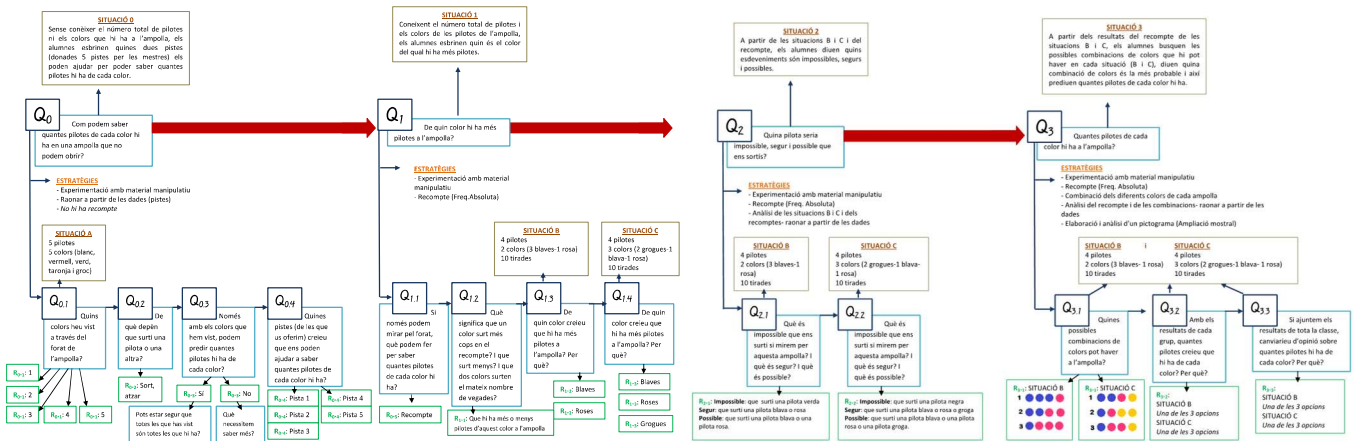 SITUACIÓ 0
Sense conèixer el número total de pilotes
ni els colors que hi ha a l'ampolla, els
alumnes esbrinen quines dues pistes
(donades 5 pistes per les mestres) els
poden ajudar per poder saber quantes
pilotes hi ha de cada color.
Q0
Com podem saber
quantes pilotes de cada color hi
ha en una ampolla que no
podem obrir?
ESTRATÈGIES
- Experimentació amb material manipulatiu
- Raonar a partir de les dades (pistes)
- No hi ha recompte
SITUACIÓ A
5 pilotes
5 colors (blanc,
vermell, verd,
taronja i groc)
Q0.1
Quins
colors heu vist
a través del
forat de
l'ampolla?
R0-1: 1
R0-1: 2
R0-1: 3
R0-1: 4
R0-1: 5
Q0.2
De
què depèn
que surti una
pilota o una
altra?
R0-2: Sort,
atzar
Q0.3
Només
amb els colors que
hem vist, podem
predir quantes
pilotes hi ha de
cada color?
R0-3: Sí
R0-3: No
Pots estar segur que
totes les que has vist
són totes les que hi ha?
Què
necessitem
saber més?
Q0.4
Quines
pistes (de les que
us oferim) creieu
que ens poden
ajudar a saber
quantes pilotes de
cada color hi ha?
R0-4: Pista 1
R0-4: Pista 2
R0-4: Pista 3
R0-4: Pista 4
R0-4: Pista 5
SITUACIÓ 1
Coneixent el número total de pilotes i
els colors de les pilotes de l'ampolla,
els alumnes esbrinen quin és el color
del qual hi ha més pilotes.
Q1
De quin color hi ha més
pilotes a l'ampolla?
ESTRATÈGIES
- Experimentació amb material
manipulatiu
- Recompte (Freq.Absoluta)
SITUACIÓ B
4 pilotes
2 colors (3 blaves-1 rosa)
10 tirades
SITUACIÓ C
4 pilotes
3 colors (2 grogues-1
blava-1 rosa)
10 tirades
Q1.1
Si
només podem
mirar pel forat,
què podem fer
per per saber
quantes pilotes
de cada color hi
ha?
R1-1: Recompte
Q1.2
Què
significa que un
color surt més
cops en el
recompte? I que
surt menys? I que
dos colors surten
el mateix nombre
de vegades?
R1-2: Que hi ha més o menys
pilotes d'aquest color a l'ampolla
Q1.3
De
quin color creieu
que hi ha més
pilotes a
l'ampolla? Per
què?
R1-3: Blaves
R1-3: Roses
Q1.4
De quin
color creieu que
hi ha més pilotes
a l'ampolla? Per
què?
R1-4: Blaves
R1-4: Roses
R1-4: Grogues
SITUACIÓ 2
A partir de les situacions B i C i del
recompte, els alumnes diuen quins
esdeveniments són impossibles, segurs
i possibles.
Q2
Quina pilota seria
impossible, segur i possible que
ens sortís?
ESTRATÈGIES
- Experimentació amb material manipulatiu
- Recompte (Freq. Absoluta)
- Anàlisi de les situacions B i C i dels
recomptes- raonar a partir de les dades
SITUACIÓ B
4 pilotes
2 colors (3 blaves-1
rosa)
10 tirades
SITUACIÓ C
4 pilotes
3 colors (2 grogues-1 blava-
1 rosa)
10 tirades
Q2.1
Què és
impossible que ens
surti si mirem per
aquesta ampolla? I
què és segur? I
què és possible?
R2-1: Impossible: que surti una pilota verda
Segur: que surti una pilota blava o rosa
Possible: que surti una pilota blava o una
pilota rosa.
Q2.2
Què és
impossible que ens
surti si mirem per
aquesta ampolla? I
què és segur? I
què és possible?
R2-2: Impossible: que surti una pilota negra
Segur: que surti una pilota blava o rosa o groga
Possible: que surti una pilota blava o una pilota
rosa o una pilota groga.
SITUACIÓ 3
A partir dels resultats del recompte de les
situacions B i C, els alumnes busquen les
possibles combinacions de colors que hi pot
haver en cada situació (B i C), diuen quina
combinació de colors és la més probable i així
prediuen quantes pilotes de cada color hi ha.
Q3
Quantes pilotes de cada
color hi ha a l'ampolla?
ESTRATÈGIES
- Experimentació amb material manipulatiu
- Recompte (Freq. Absoluta)
- Combinació dels diferents colors de cada ampolla
- Anàlisi del recompte i de les combinacions- raonar a partir de les
dades
- Elaboració i anàlisi d'un pictograma (Ampliació mostral)
SITUACIÓ B i SITUACIÓ C
4 pilotes 4 pilotes
2 colors (3 blaves- 1 rosa) 3 colors (2 grogues-1 blava-1 rosa)
10 tirades 10 tirades
Q3.1
Quines
possibles
combinacions de
colors pot haver
a l'ampolla?
R3-1: SITUACIÓ B
1
2
3
R3-1: SITUACIÓ C
1
2
3
Q3.2
Amb els
resultats de cada
grup, quantes
pilotes creieu que
hi ha de cada
color? Per què?
R3-2:
SITUACIÓ B
Una de les 3 opcions
SITUACIÓ C
Una de les 3 opcions
Q3.3
Si ajuntem els
resultats de tota la classe,
canviarieu d'opinió sobre
quantes pilotes hi ha de
cada color? Per què?
R3-3:
SITUACIÓ B
Una de les 3 opcions
SITUACIÓ C
Una de les 3 opcions